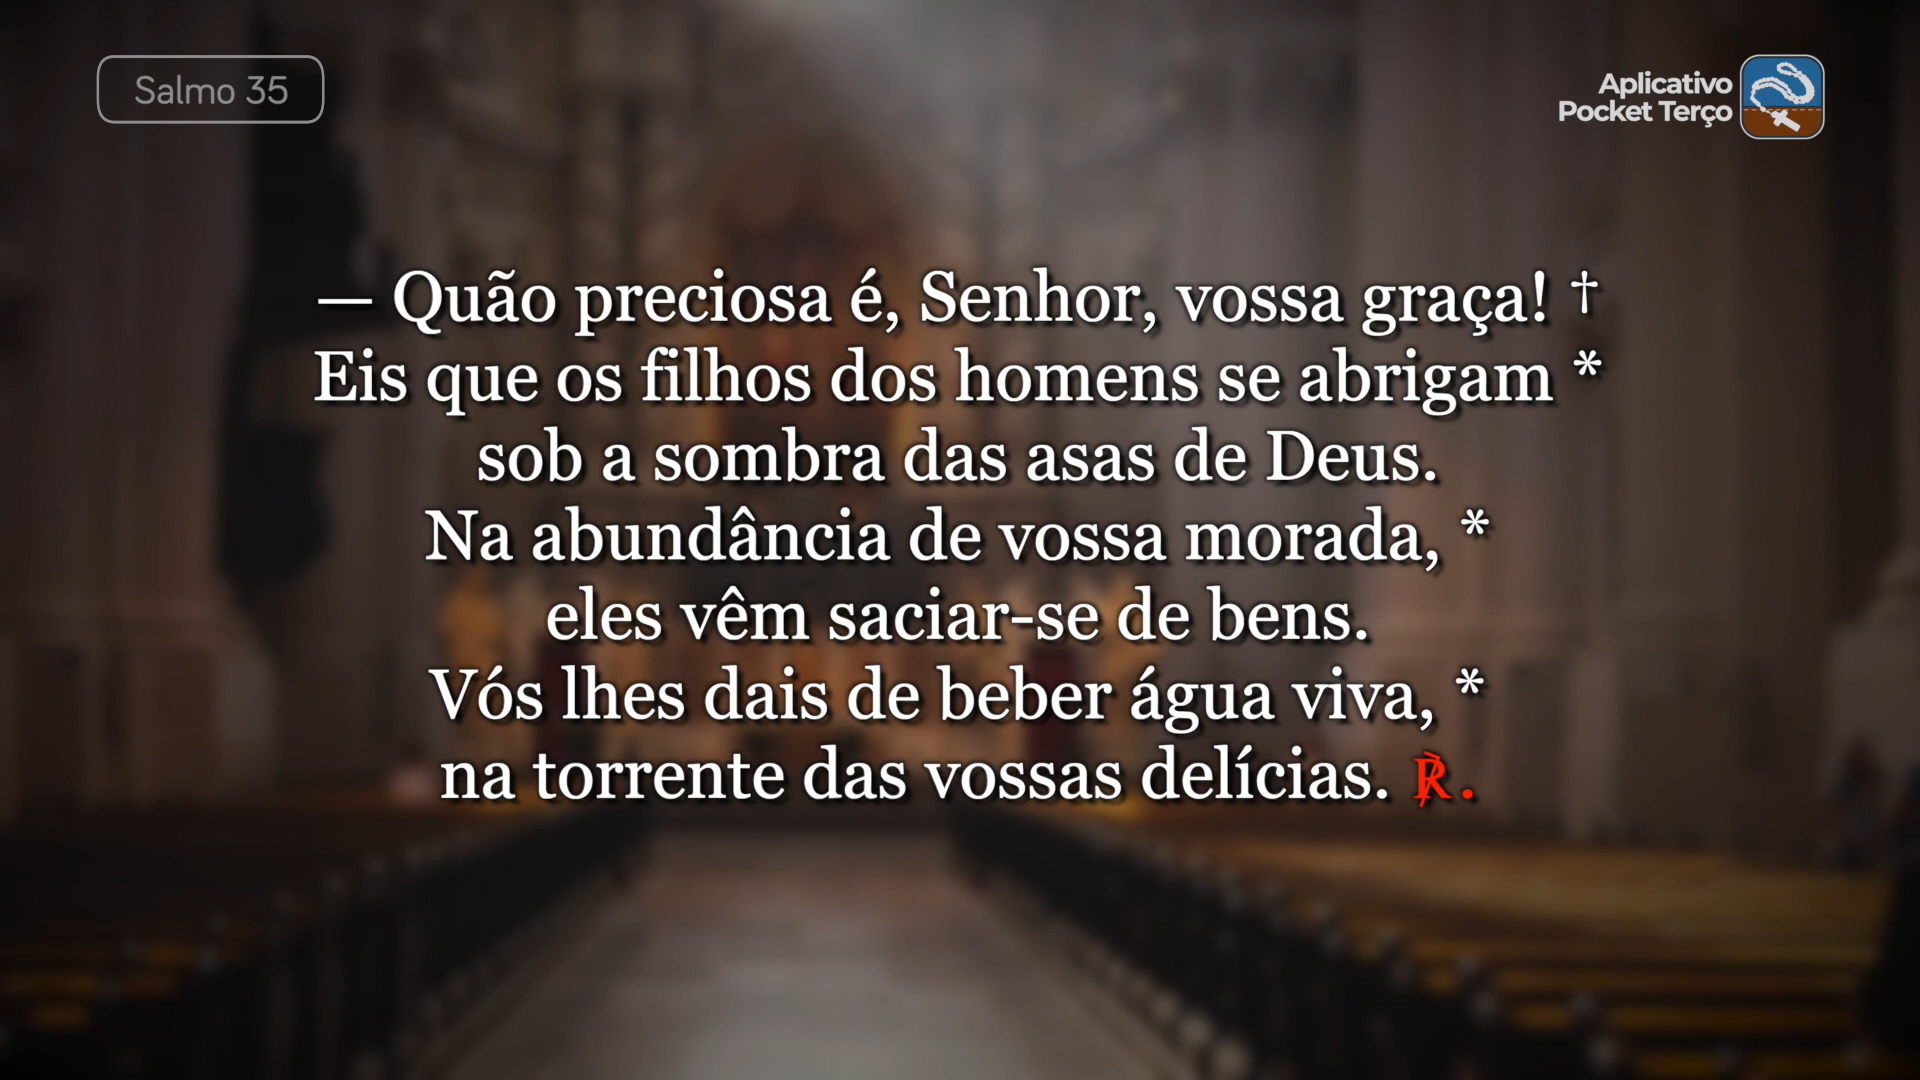 Salmo 35
Aplicativo
Pocket Terço
— Quão preciosa é, Senhor, vossa graça! †
Eis que os filhos dos homens se abrigam *
sob a sombra das asas de Deus.
Na abundância de vossa morada, *
eles vêm saciar-se de bens.
Vós lhes dais de beber água viva, *
na torrente das vossas delícias. ℟.